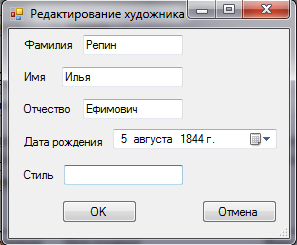 Редактирование художника
Фамилия Репин
Имя Илья
Отчество Ефимович
Дата рождения 5 августа 1844 г.
Стиль
OK Отмена